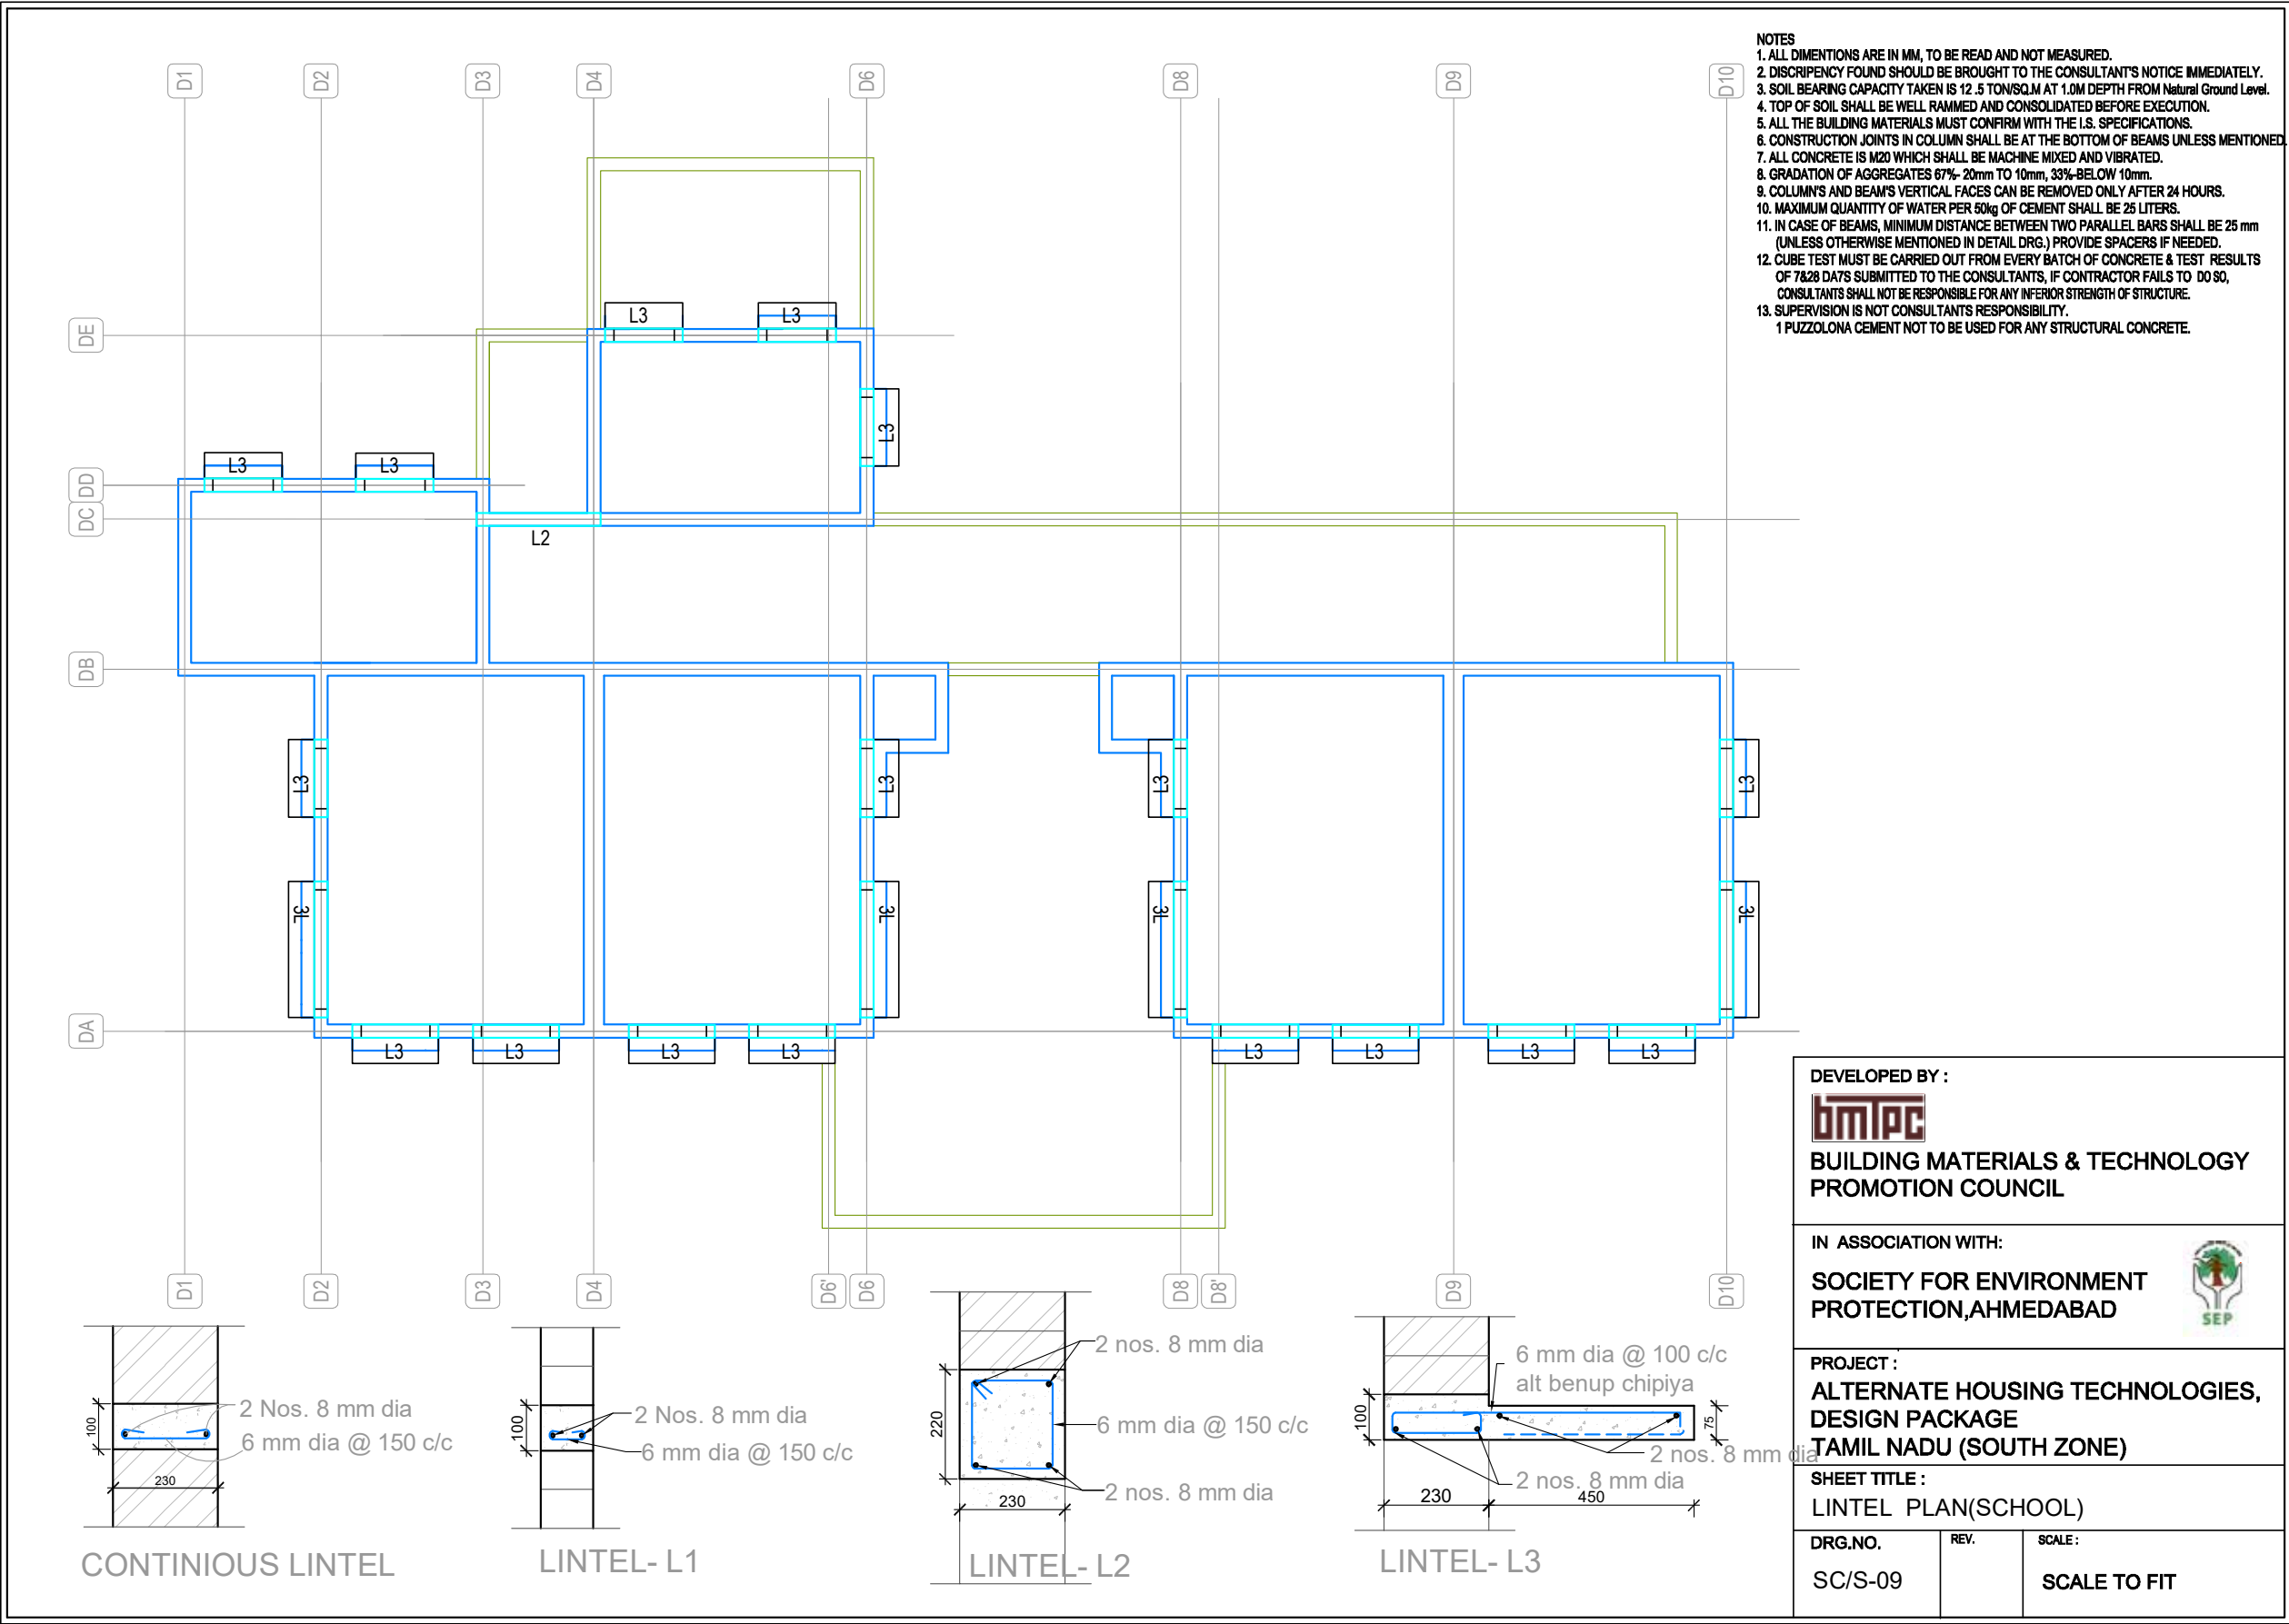 NOTES
1. ALL DIMENTIONS ARE IN MM, TO BE READ AND NOT MEASURED.
2. DISCRIPENCY FOUND SHOULD BE BROUGHT TO THE CONSULTANT'S NOTICE IMMEDIATELY.
3. SOIL BEARING CAPACITY TAKEN IS 12 .5 TON/SQ.M AT 1.0M DEPTH FROM Natural Ground Level.
4. TOP OF SOIL SHALL BE WELL RAMMED AND CONSOLIDATED BEFORE EXECUTION.
5. ALL THE BUILDING MATERIALS MUST CONFIRM WITH THE I.S. SPECIFICATIONS.
6. CONSTRUCTION JOINTS IN COLUMN SHALL BE AT THE BOTTOM OF BEAMS UNLESS MENTIONED.
7. ALL CONCRETE IS M20 WHICH SHALL BE MACHINE MIXED AND VIBRATED.
8. GRADATION OF AGGREGATES 67%- 20mm TO 10mm, 33%-BELOW 10mm.
9. COLUMN'S AND BEAM'S VERTICAL FACES CAN BE REMOVED ONLY AFTER 24 HOURS.
10. MAXIMUM QUANTITY OF WATER PER 50kg OF CEMENT SHALL BE 25 LITERS.
11. IN CASE OF BEAMS, MINIMUM DISTANCE BETWEEN TWO PARALLEL BARS SHALL BE 25 mm
(UNLESS OTHERWISE MENTIONED IN DETAIL DRG.) PROVIDE SPACERS IF NEEDED.
12. CUBE TEST MUST BE CARRIED OUT FROM EVERY BATCH OF CONCRETE & TEST RESULTS
OF 7&28 DA7S SUBMITTED TO THE CONSULTANTS, IF CONTRACTOR FAILS TO DO SO,
CONSULTANTS SHALL NOT BE RESPONSIBLE FOR ANY INFERIOR STRENGTH OF STRUCTURE.
13. SUPERVISION IS NOT CONSULTANTS RESPONSIBILITY.
1 PUZZOLONA CEMENT NOT TO BE USED FOR ANY STRUCTURAL CONCRETE.
D1 D2 D3 D4 D6 D8 D9 D10
L3 L3
DE
L3
L3 L3
DD
DC
L2
DB
L3 L3 L3 L3
L3 L3 L3 L3
DA
L3 L3 L3 L3 L3 L3 L3 L3
D1 D2 D3 D4 D6' D6 D8 D8' D9 D10
100
2 Nos. 8 mm dia
6 mm dia @ 150 c/c
230
CONTINIOUS LINTEL
100
2 Nos. 8 mm dia
6 mm dia @ 150 c/c
LINTEL- L1
2 nos. 8 mm dia
220
6 mm dia @ 150 c/c
2 nos. 8 mm dia
230
LINTEL- L2
6 mm dia @ 100 c/c
alt benup chipiya
100
75
2 nos. 8 mm dia
2 nos. 8 mm dia
230 450
LINTEL- L3
DEVELOPED BY :
bmTpc
BUILDING MATERIALS & TECHNOLOGY
PROMOTION COUNCIL
IN ASSOCIATION WITH:
SOCIETY FOR ENVIRONMENT
PROTECTION,AHMEDABAD
SEP
PROJECT :
ALTERNATE HOUSING TECHNOLOGIES,
DESIGN PACKAGE
TAMIL NADU (SOUTH ZONE)
SHEET TITLE :
LINTEL PLAN(SCHOOL)
DRG.NO. REV. SCALE :
SC/S-09 SCALE TO FIT